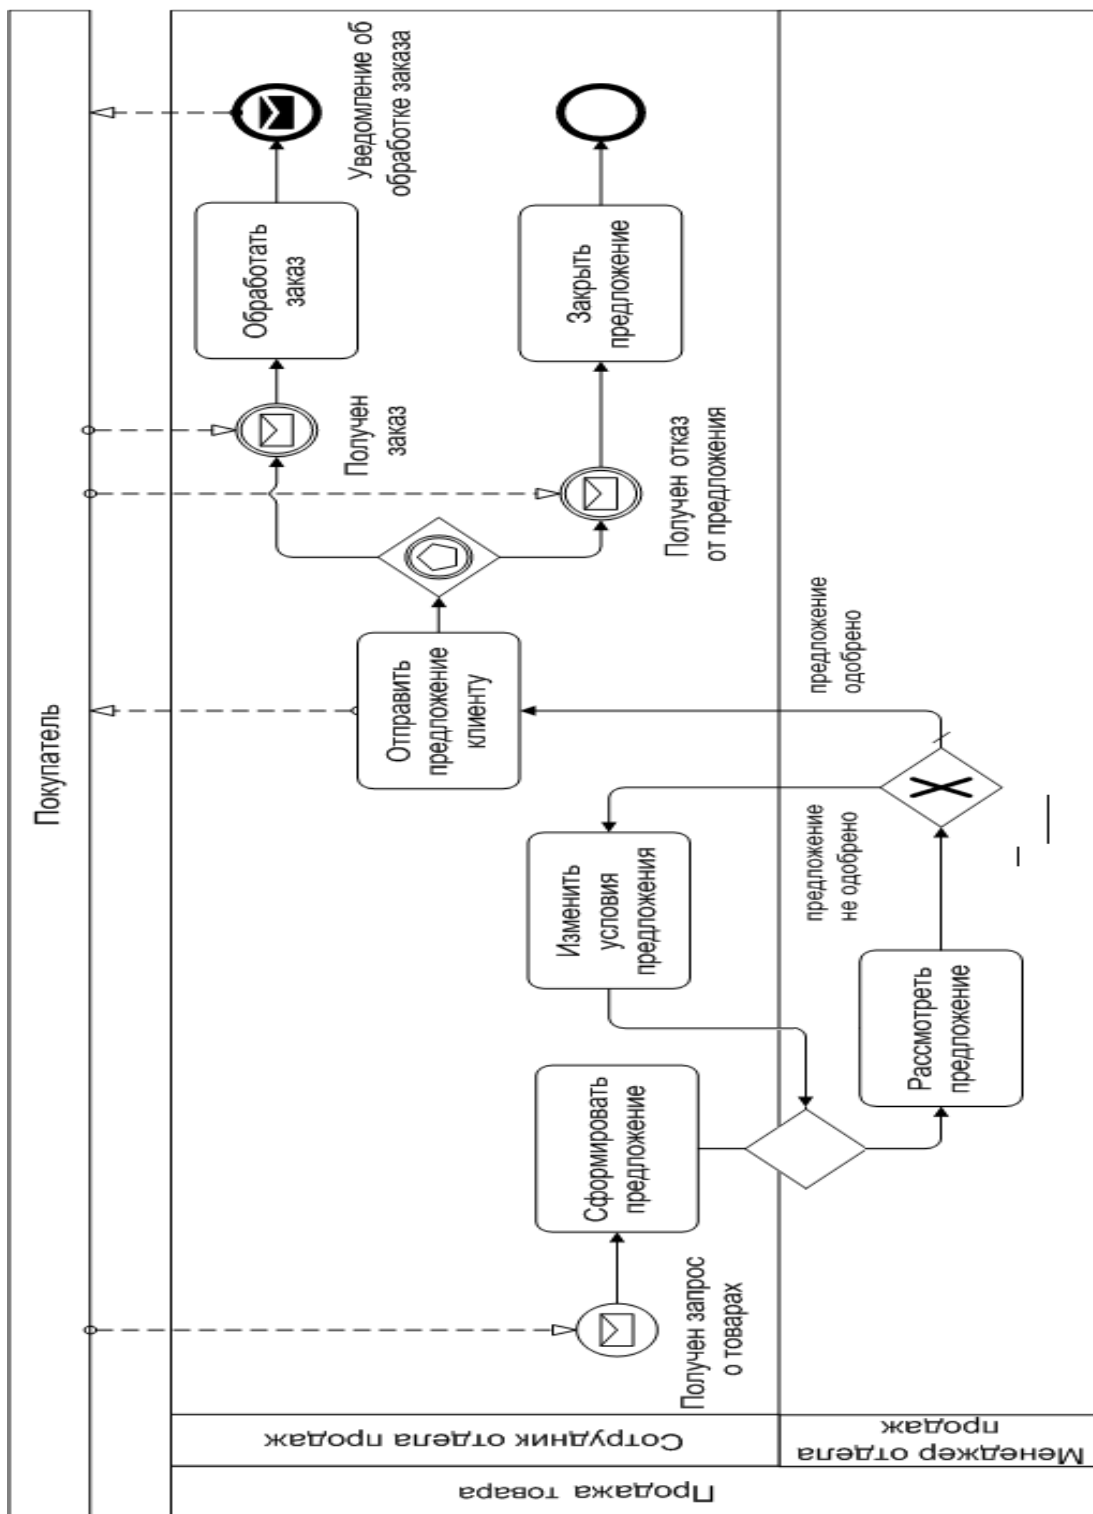 Покупатель
Продажа товара
Сотрудник отдела продаж
Менеджер отдела
продаж
Получен запрос
о товарах
Сформировать
предложение
Рассмотреть
предложение
Изменить
условия
предложения
предложение
не одобрено
предложение
одобрено
Отправить
предложение
клиенту
Получен
заказ
Получен отказ
от предложения
Обработать
заказ
Закрыть
предложение
Уведомление об
обработке заказа